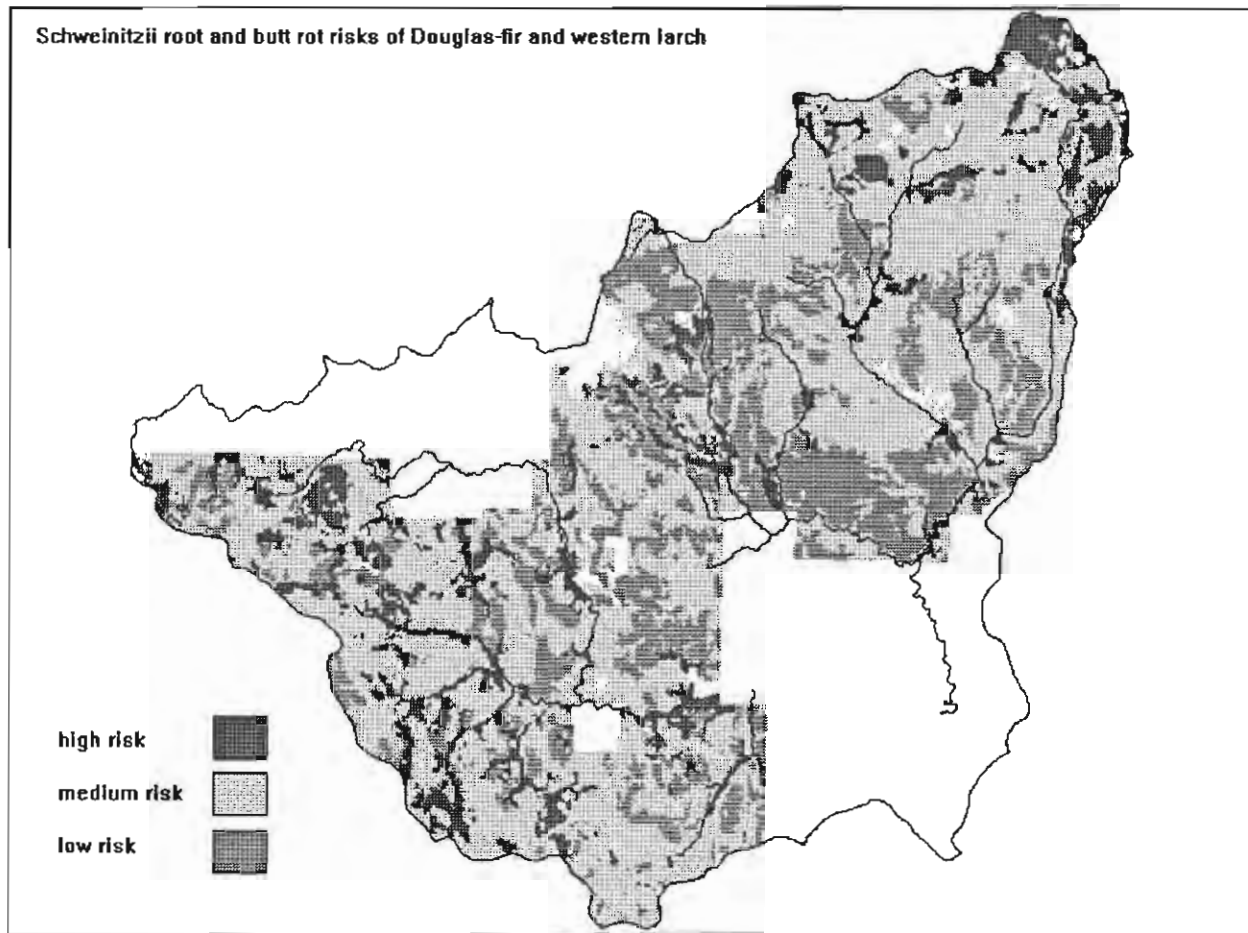 Schweinitzii root and butt rot risks of Douglas-fir and western larch
high risk
medium risk
low risk